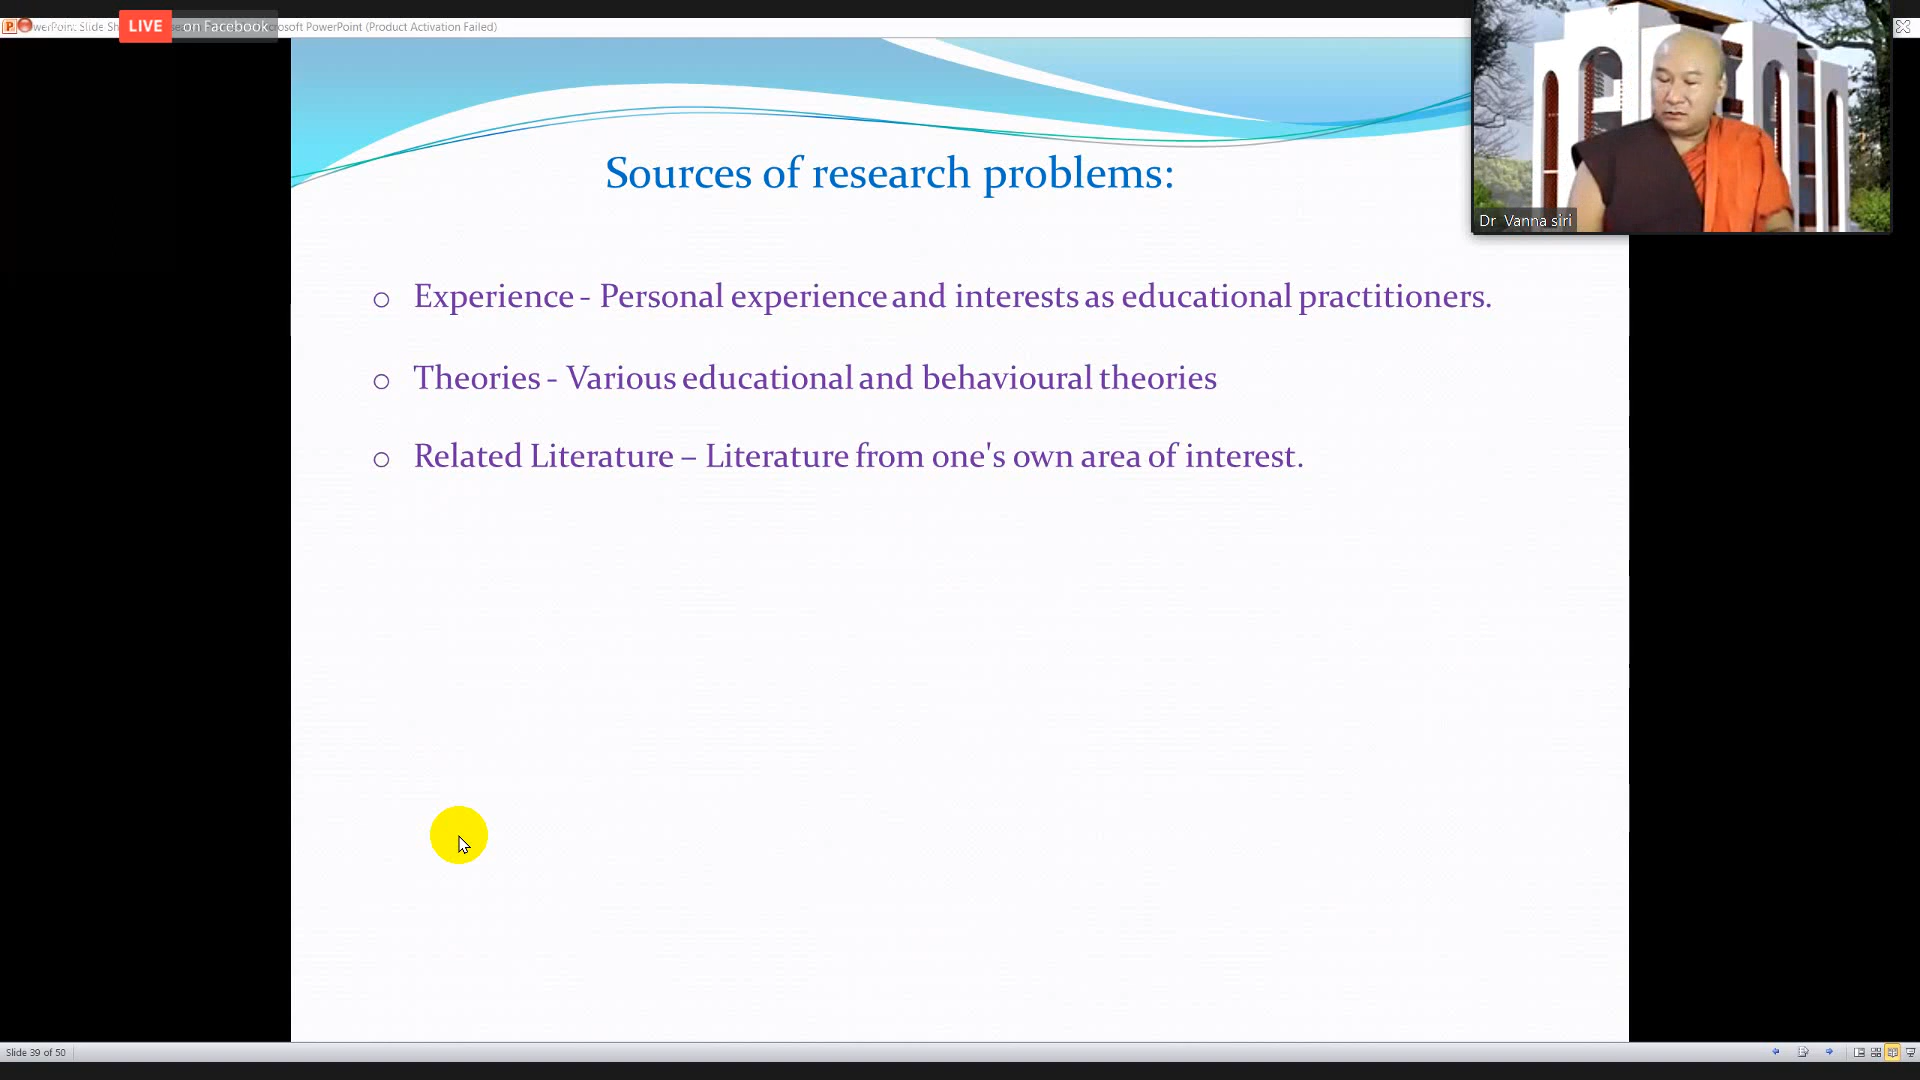 LIVE on Facebook
osoft PowerPoint (Product Activation Failed)
Dr Vanna siri
Sources of research problems:
○ Experience - Personal experience and interests as educational practitioners.
○ Theories - Various educational and behavioural theories
○ Related Literature – Literature from one's own area of interest.
Slide 39 of 50